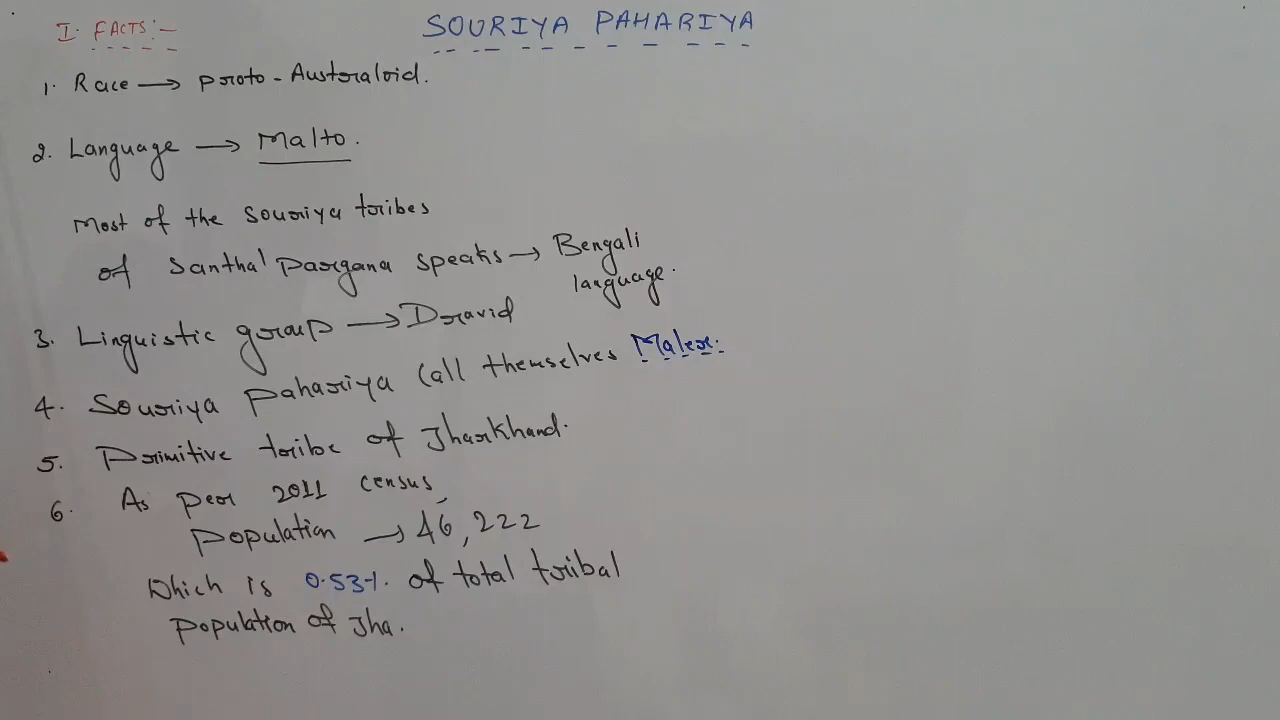 SOURIYA PAHARIYA
I. FACTS:-
1. Race → Proto-Australoid.
2. Language → Malto.
Most of the Souriya tribes
of Santhal Pargana speaks → Bengali
language.
3. Linguistic group → Dravid
4. Souriya Pahariya Call themselves Maler.
5. Primitive tribe of Jharkhand.
6. As per 2011 census,
Population → 46,222
Which is 0.53%. of total tribal
population of Jha.